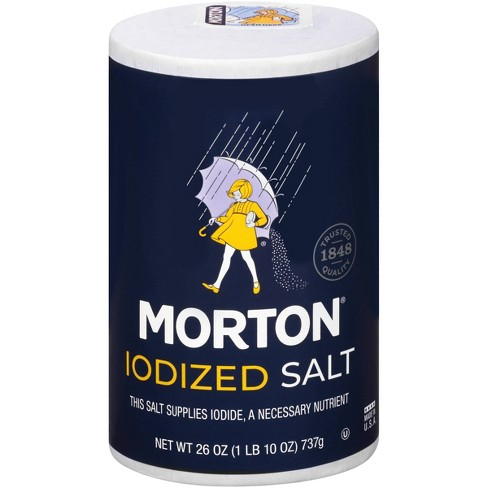 MORTON
TRUSTED
1848
QUALITY
MORTON®
IODIZED SALT
THIS SALT SUPPLIES IODIDE, A NECESSARY NUTRIENT
NET WT 26 OZ (1 LB 10 OZ) 737g
U
MADE IN
U.S.A.